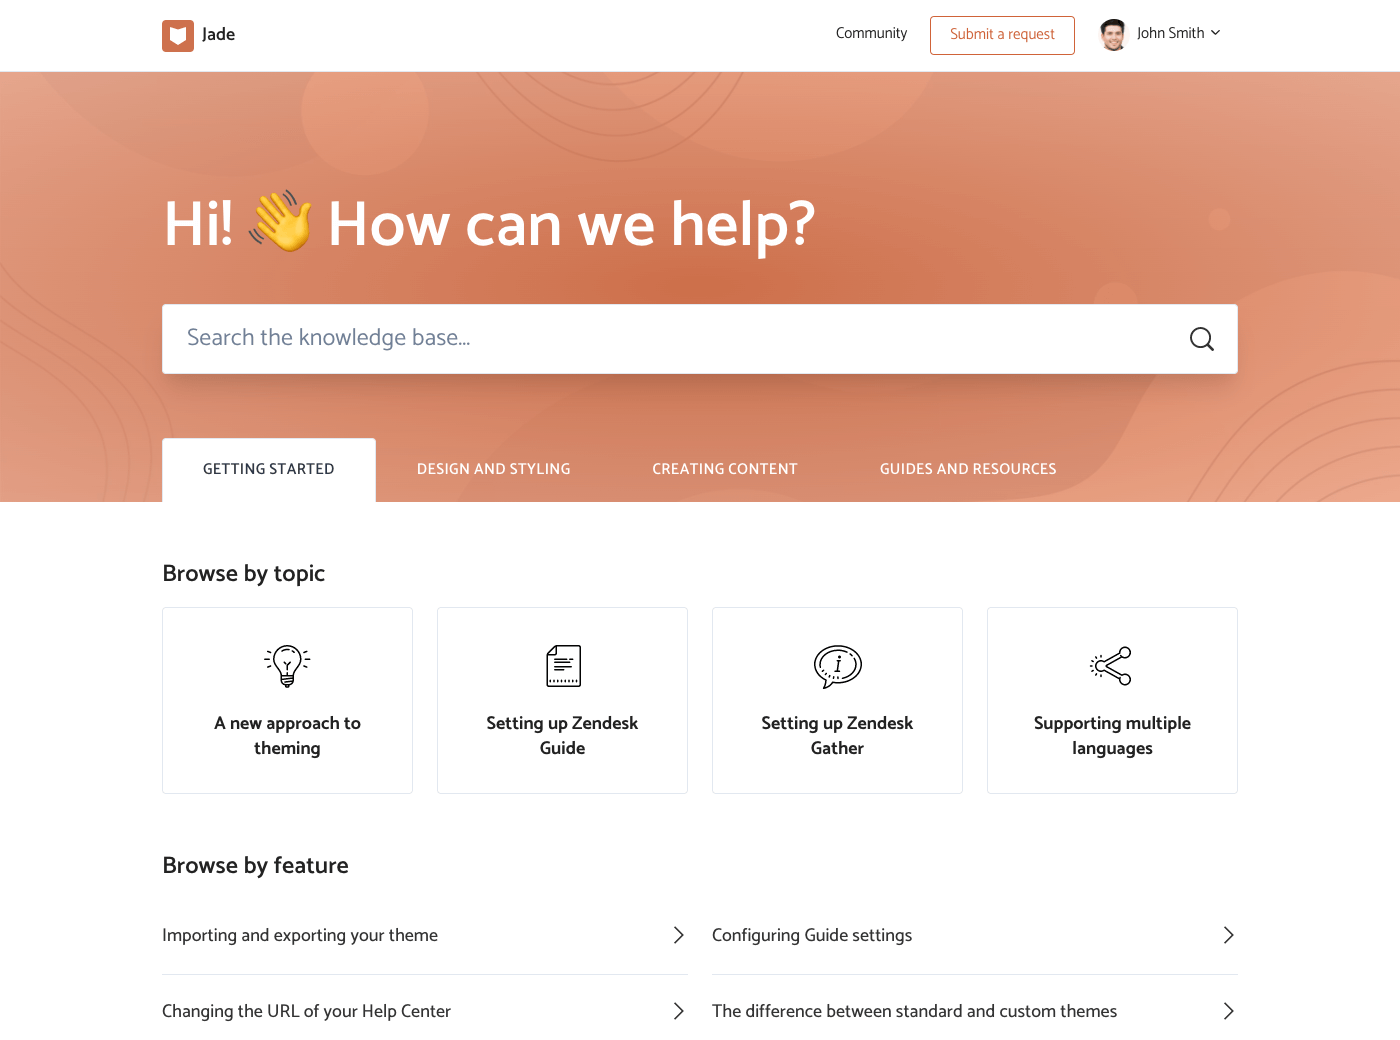 Jade
Community
Submit a request
John Smith
Hi! 👋 How can we help?
Search the knowledge base...
GETTING STARTED
DESIGN AND STYLING
CREATING CONTENT
GUIDES AND RESOURCES
Browse by topic
A new approach to
theming
Setting up Zendesk
Guide
Setting up Zendesk
Gather
Supporting multiple
languages
Browse by feature
Importing and exporting your theme
Configuring Guide settings
Changing the URL of your Help Center
The difference between standard and custom themes